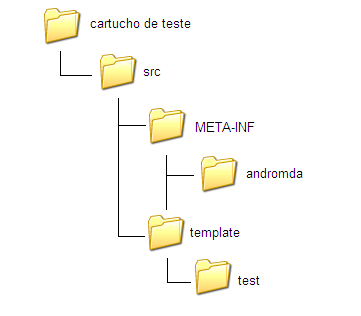 cartucho de teste
src
META-INF
andromda
template
test